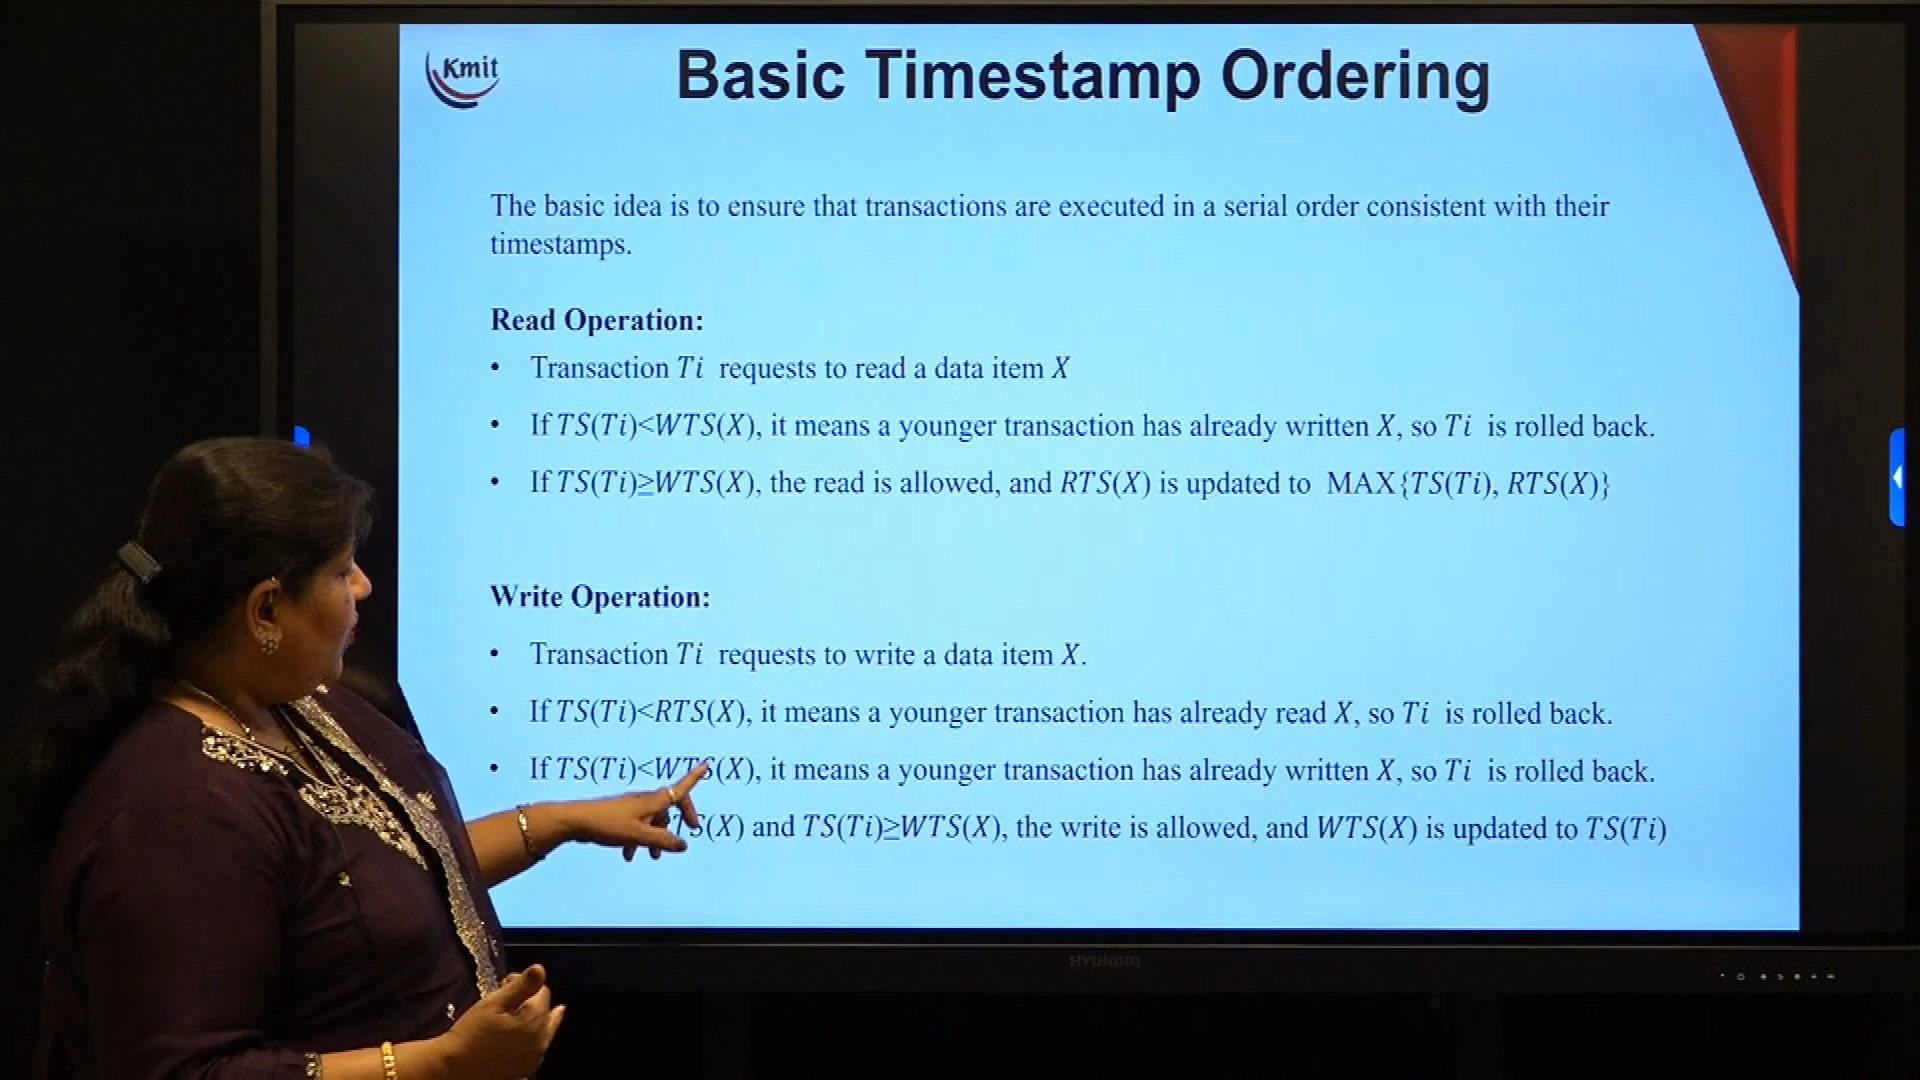 Kmit
Basic Timestamp Ordering
The basic idea is to ensure that transactions are executed in a serial order consistent with their
timestamps.
Read Operation:
• Transaction Ti requests to read a data item X
• If TS(Ti)<WTS(X), it means a younger transaction has already written X, so Ti is rolled back.
• If TS(Ti)≥WTS(X), the read is allowed, and RTS(X) is updated to MAX{TS(Ti), RTS(X)}
Write Operation:
• Transaction Ti requests to write a data item X.
• If TS(Ti)<RTS(X), it means a younger transaction has already read X, so Ti is rolled back.
• If TS(Ti)<WTS(X), it means a younger transaction has already written X, so Ti is rolled back.
TS(X) and TS(Ti)≥WTS(X), the write is allowed, and WTS(X) is updated to TS(Ti)
HYUNDAI